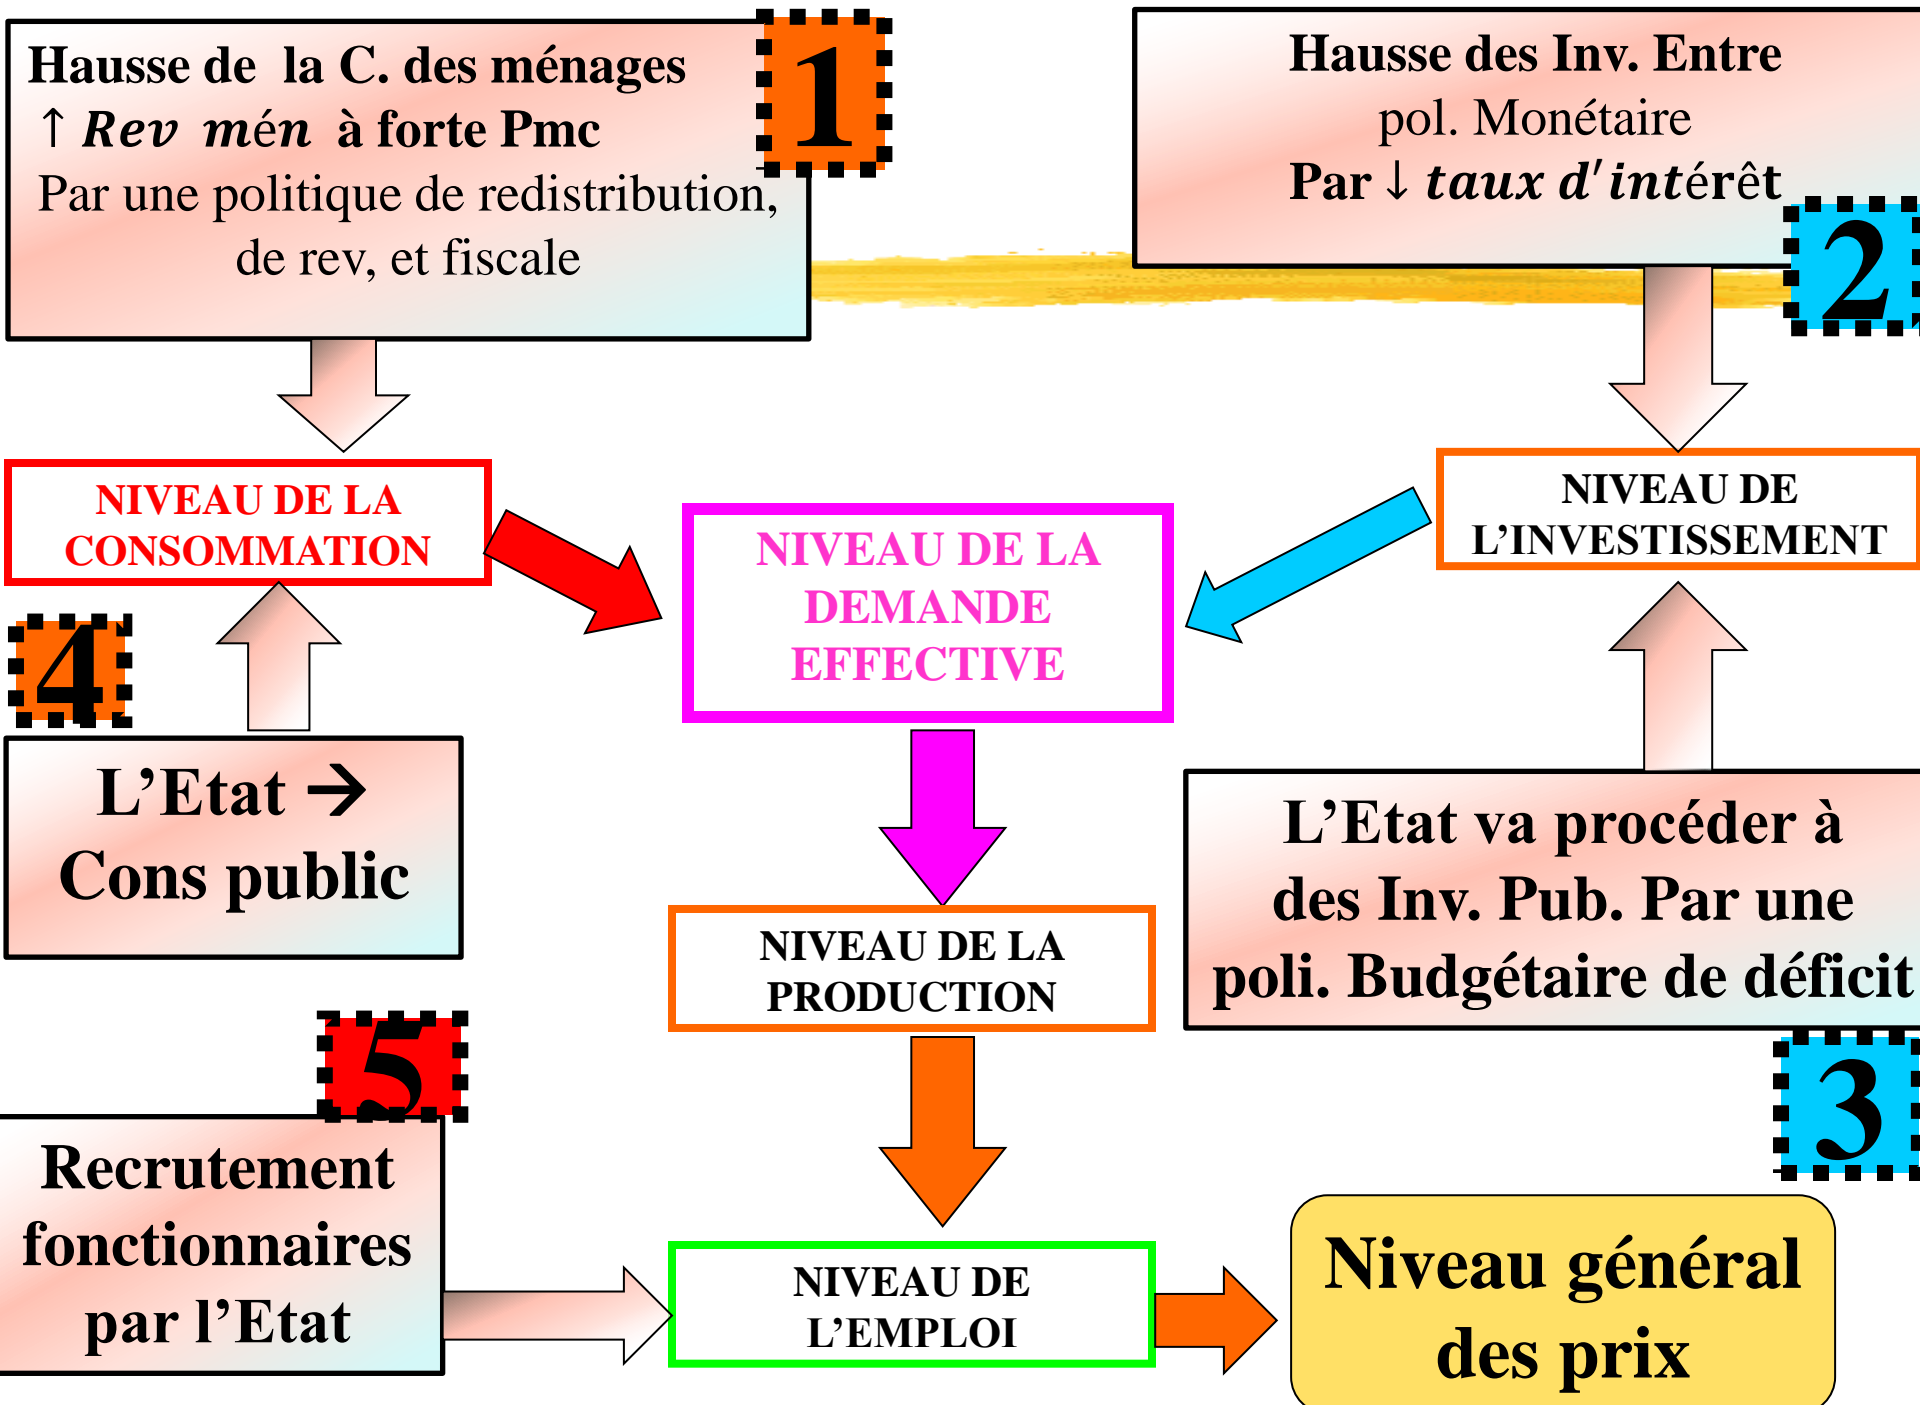 Hausse de la C. des ménages
↑ Rev mén à forte Pmc
Par une politique de redistribution,
de rev, et fiscale
1
Hausse des Inv. Entre
pol. Monétaire
Par ↓ taux d'intérêt
2
NIVEAU DE LA
CONSOMMATION
NIVEAU DE LA
DEMANDE
EFFECTIVE
NIVEAU DE
L’INVESTISSEMENT
4
L’Etat →
Cons public
L’Etat va procéder à
des Inv. Pub. Par une
poli. Budgétaire de déficit
3
NIVEAU DE LA
PRODUCTION
5
Recrutement
fonctionnaires
par l’Etat
NIVEAU DE
L’EMPLOI
Niveau général
des prix